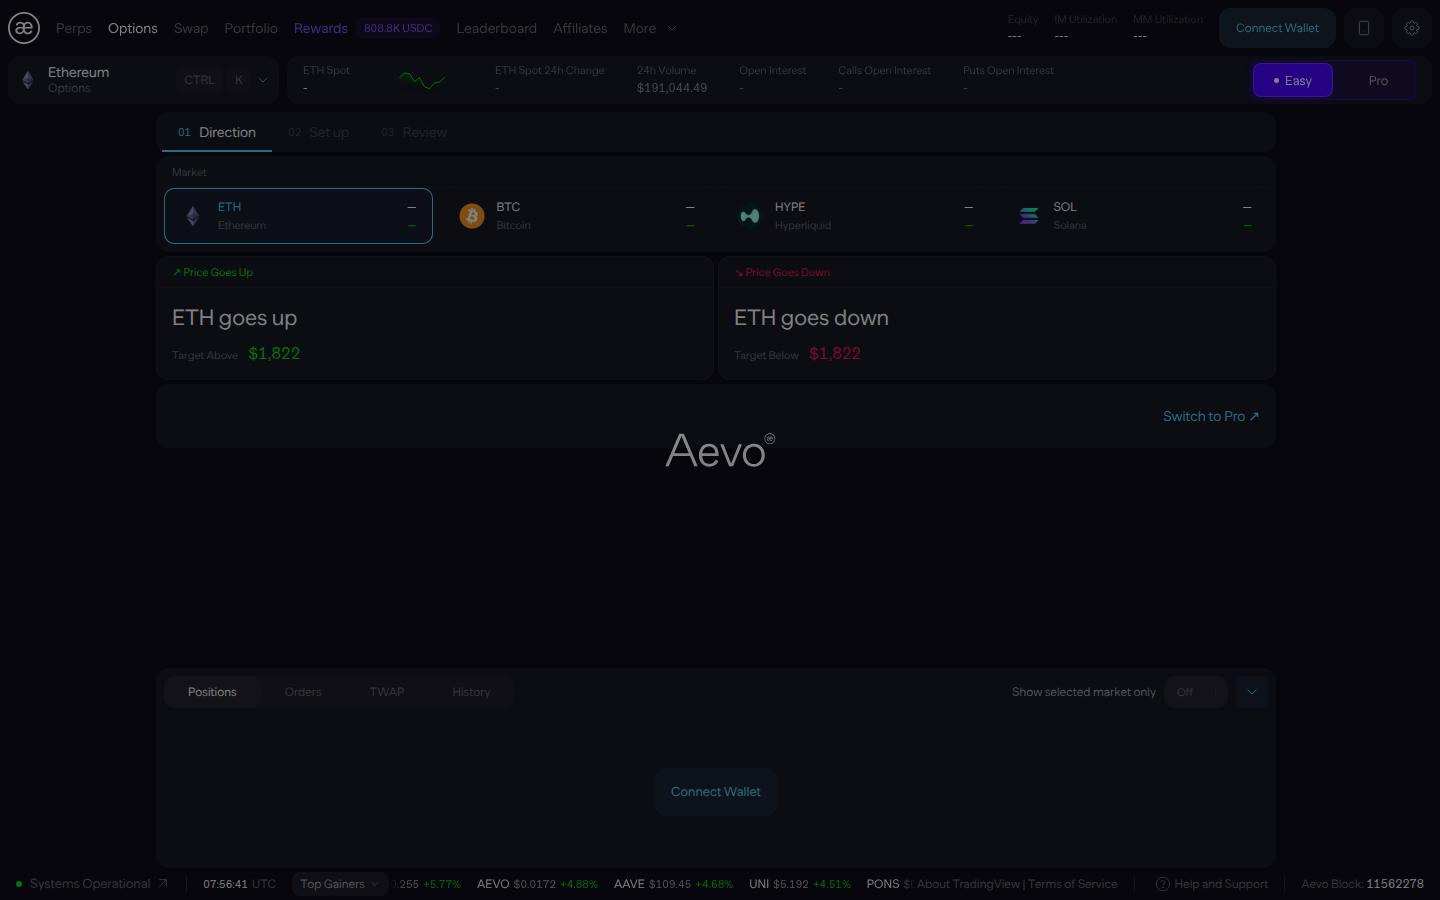 æ Perps Options Swap Portfolio Rewards 808.8K USDC Leaderboard Affiliates More
Equity IM Utilization MM Utilization
--- --- ---
Connect Wallet
Ethereum
Options
CTRL K
ETH Spot ETH Spot 24h Change 24h Volume Open Interest Calls Open Interest Puts Open Interest
- - $191,044.49 - - -
Easy Pro
01 Direction 02 Set up 03 Review
Market
ETH — BTC — HYPE — SOL —
Ethereum — Bitcoin — Hyperliquid — Solana —
↗ Price Goes Up ↘ Price Goes Down
ETH goes up ETH goes down
Target Above $1,822 Target Below $1,822
Switch to Pro ↗
Aevo
Positions Orders TWAP History Show selected market only Off
Connect Wallet
Systems Operational 07:56:41 UTC Top Gainers .255 +5.77% AEVO $0.0172 +4.88% AAVE $109.45 +4.68% UNI $5.192 +4.51% PONS $ About TradingView | Terms of Service Help and Support Aevo Block: 11562278